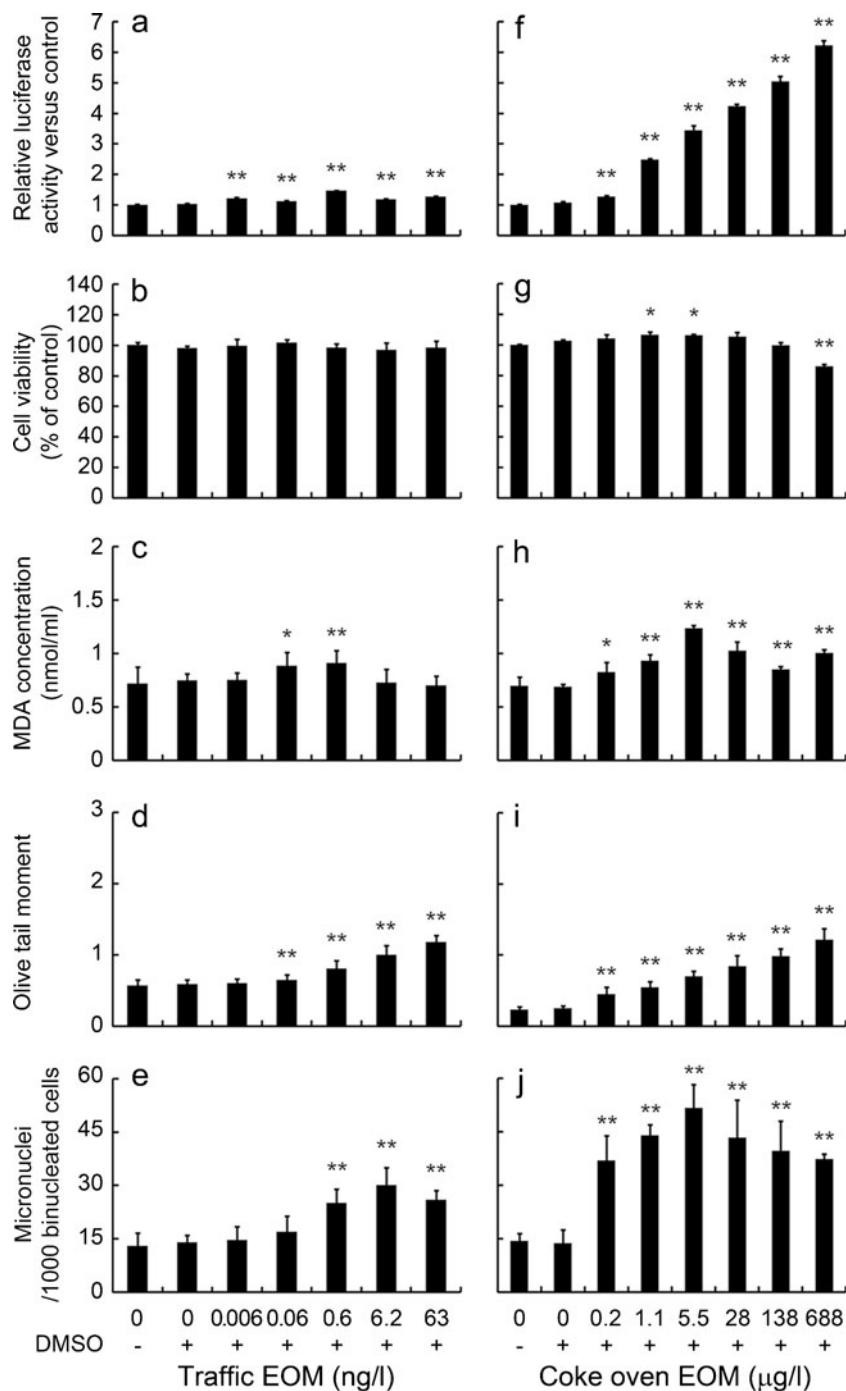 a
f
7
6
5
4
3
2
1
0
Relative luciferase
activity versus control
** ** ** ** **
** ** ** ** ** **
b
g
140
120
100
80
60
40
20
0
Cell viability
(% of control)
* * **
c
h
2
1.5
1
0.5
0
MDA concentration
(nmol/ml)
* **
* ** ** ** ** **
d
i
3
2
1
0
Olive tail moment
** ** ** **
** ** ** ** ** **
e
j
60
45
30
15
0
Micronuclei
/1000 binucleated cells
** ** **
** ** ** ** ** **
0 0 0.006 0.06 0.6 6.2 63
0 0 0.2 1.1 5.5 28 138 688
DMSO - + + + + + +
- + + + + + + +
Traffic EOM (ng/l)
Coke oven EOM (µg/l)